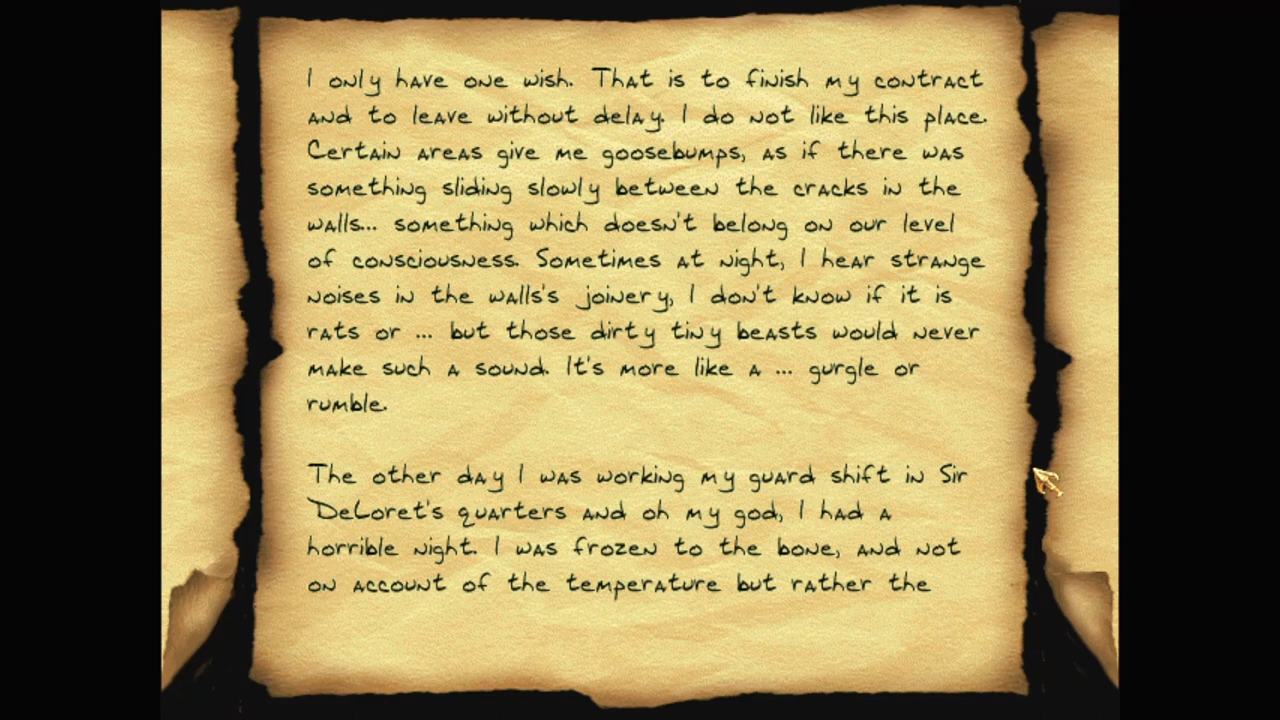 I only have one wish. That is to finish my contract
and to leave without delay. I do not like this place.
Certain areas give me goosebumps, as if there was
something sliding slowly between the cracks in the
walls... something which doesn't belong on our level
of consciousness. Sometimes at night, I hear strange
noises in the walls's joinery, I don't know if it is
rats or ... but those dirty tiny beasts would never
make such a sound. It's more like a ... gurgle or
rumble.
The other day I was working my guard shift in Sir
DeLoret's quarters and oh my god, I had a
horrible night. I was frozen to the bone, and not
on account of the temperature but rather the